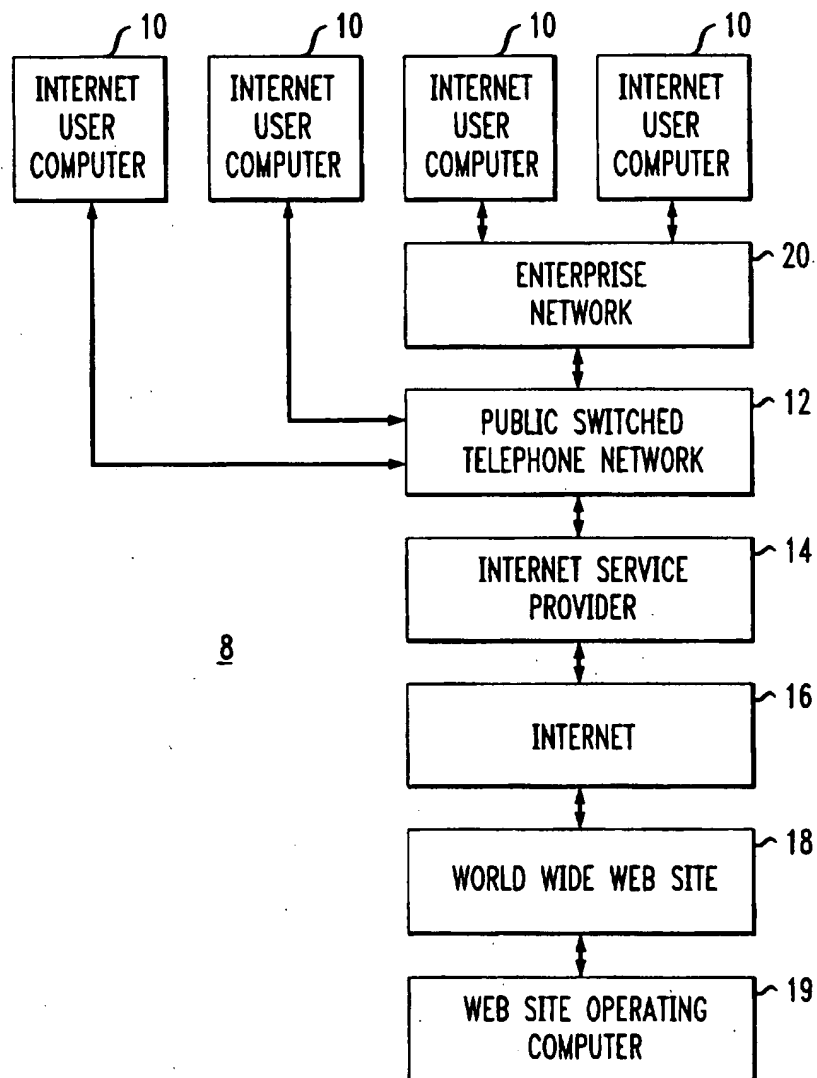 10 10 10 10
INTERNET USER COMPUTER
INTERNET USER COMPUTER
INTERNET USER COMPUTER
INTERNET USER COMPUTER
20
ENTERPRISE
NETWORK
12
PUBLIC SWITCHED
TELEPHONE NETWORK
14
INTERNET SERVICE
PROVIDER
8
16
INTERNET
18
WORLD WIDE WEB SITE
19
WEB SITE OPERATING
COMPUTER